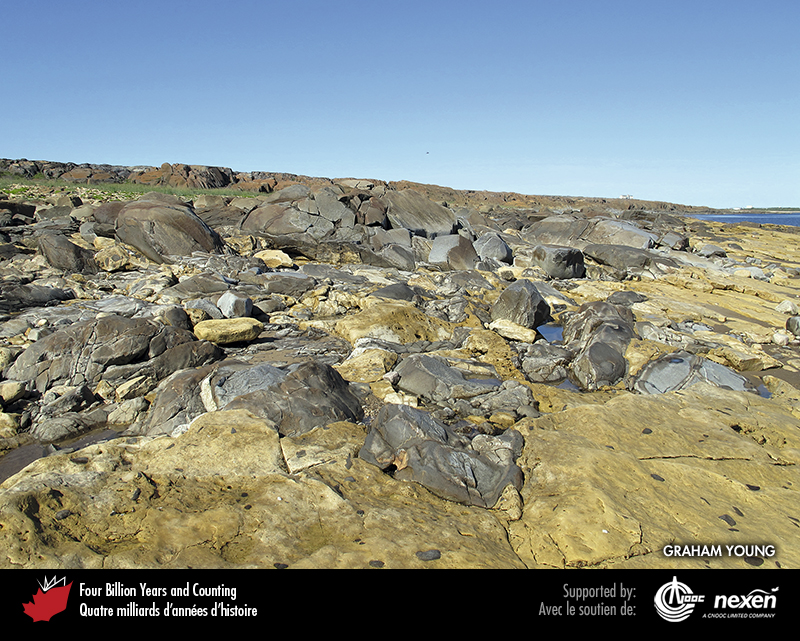 GRAHAM YOUNG
Four Billion Years and Counting
Quatre milliards d'années d'histoire
Supported by:
Avec le soutien de:
CNOOC
nexen
A CNOOC LIMITED COMPANY